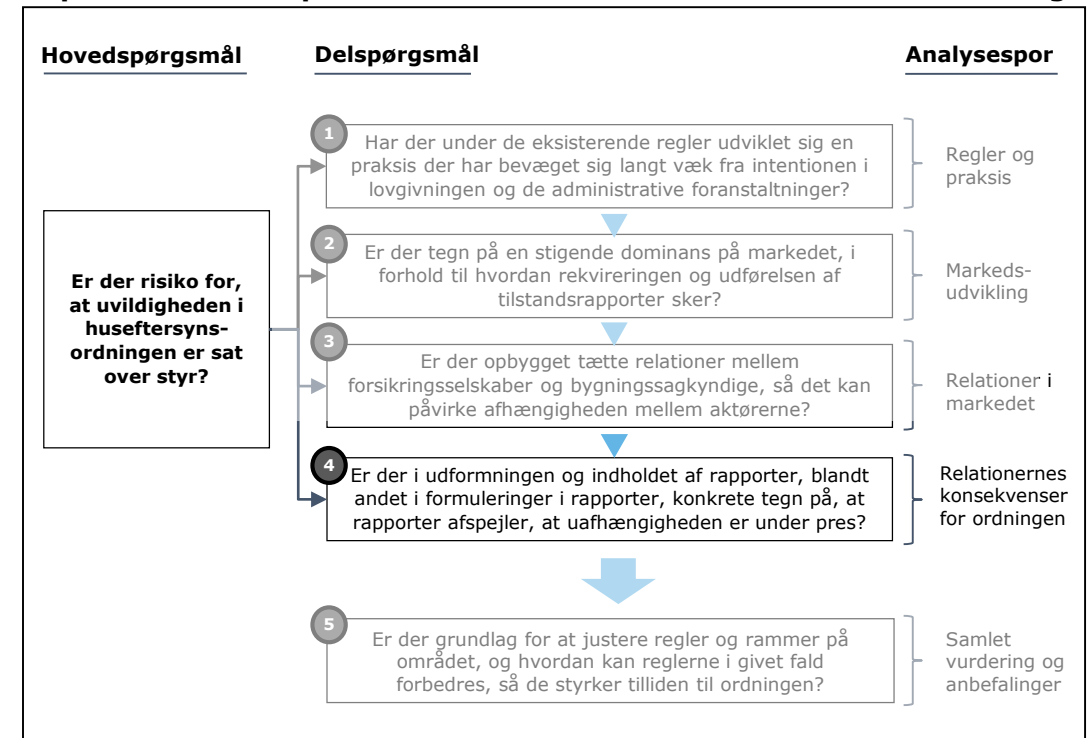 Hovedspørgsmål
Delspørgsmål
Analysespor
Er der risiko for,
at uvildigheden i
huseftersyns-
ordningen er sat
over styr?
1
Har der under de eksisterende regler udviklet sig en
praksis der har bevæget sig langt væk fra intentionen i
lovgivningen og de administrative foranstaltninger?
Regler og
praksis
2
Er der tegn på en stigende dominans på markedet, i
forhold til hvordan rekvireringen og udførelsen af
tilstandsrapporter sker?
Markeds-
udvikling
3
Er der opbygget tætte relationer mellem
forsikringsselskaber og bygningssagkyndige, så det kan
påvirke afhængigheden mellem aktørerne?
Relationer i
markedet
4
Er der i udformningen og indholdet af rapporter, blandt
andet i formuleringer i rapporter, konkrete tegn på, at
rapporter afspejler, at uafhængigheden er under pres?
Relationernes
konsekvenser
for ordningen
5
Er der grundlag for at justere regler og rammer på
området, og hvordan kan reglerne i givet fald
forbedres, så de styrker tilliden til ordningen?
Samlet
vurdering og
anbefalinger